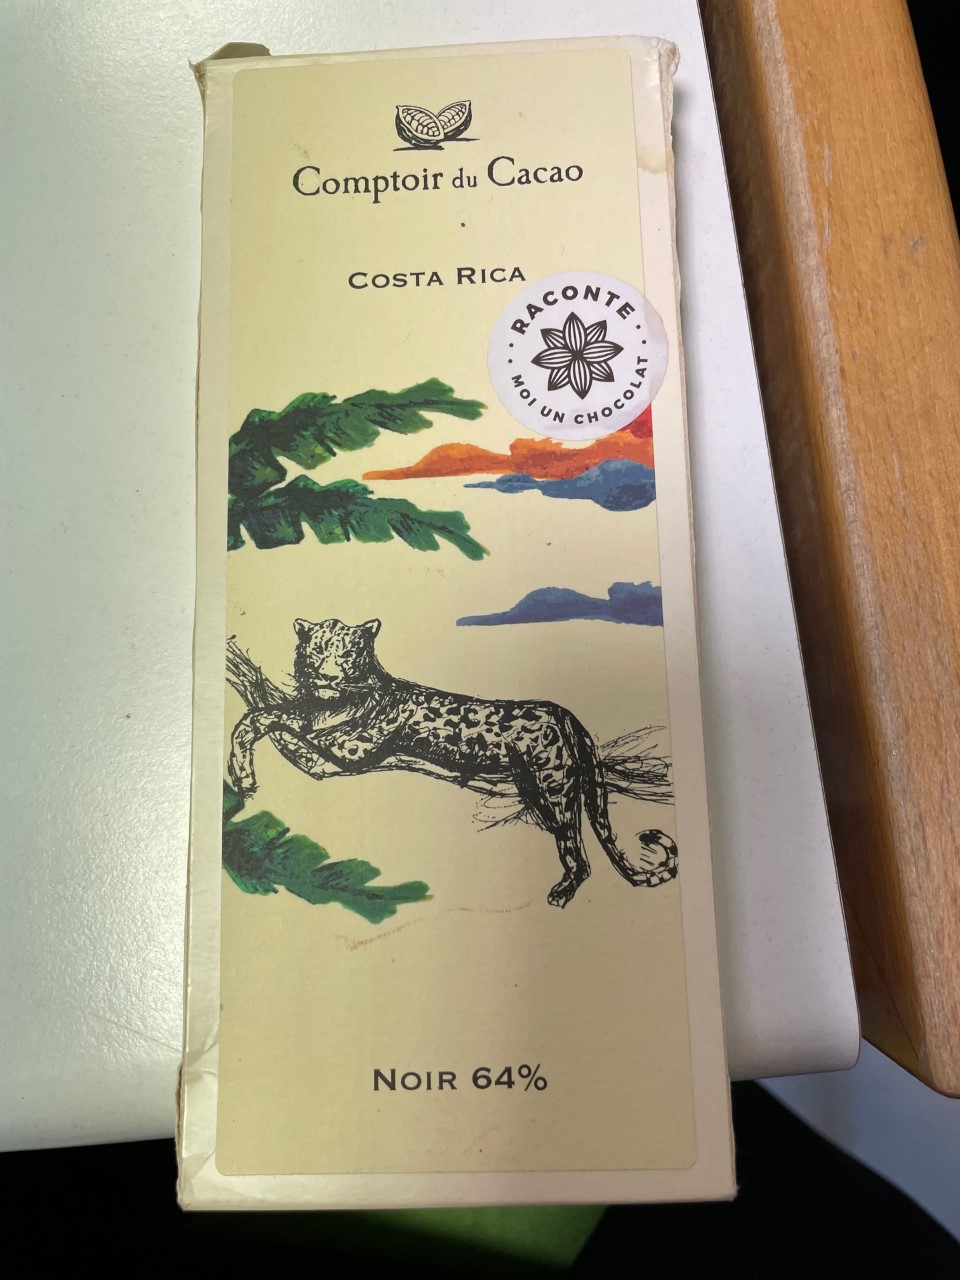 Comptoir du Cacao
COSTA RICA
RACONTE
MOI UN CHOCOLAT
NOIR 64%